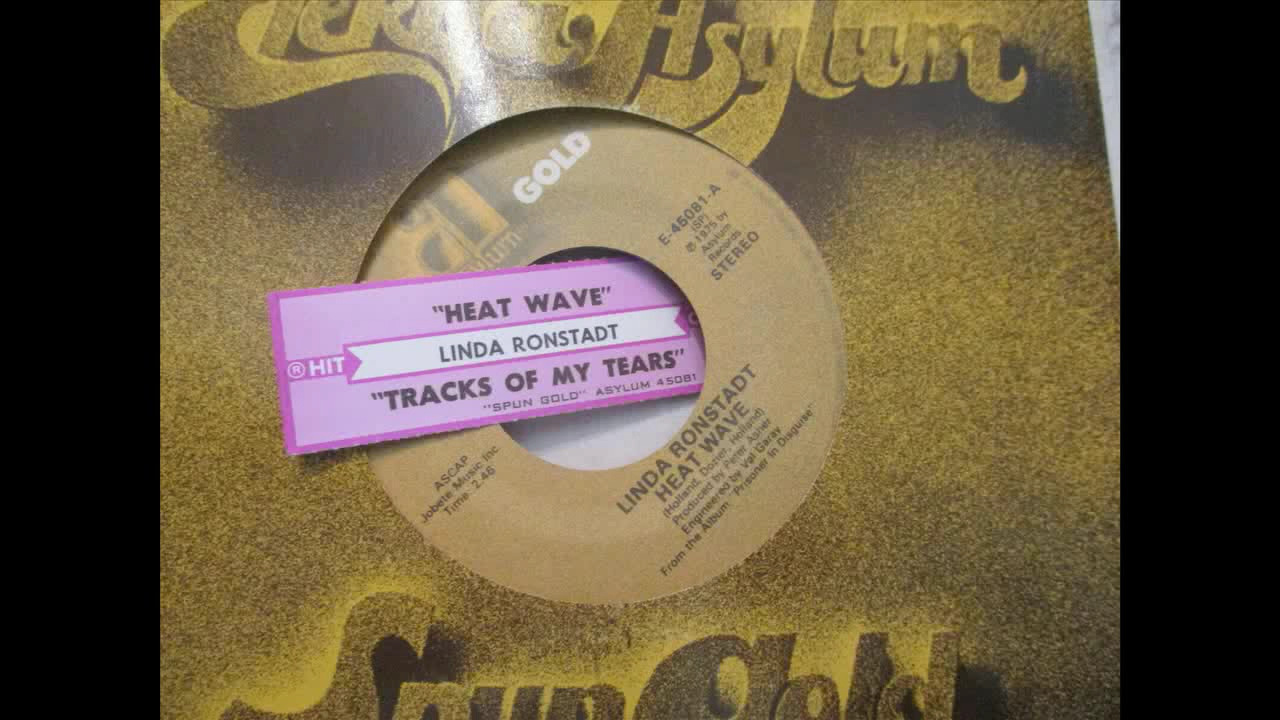 Elektra, Asylum
GOLD
E-45081-A
(SP)
℗ 1975 by
Asylum
Records
STEREO
"HEAT WAVE"
LINDA RONSTADT
® HIT
"TRACKS OF MY TEARS"
"SPUN GOLD" ASYLUM 45081
ASCAP
Jobete Music Inc
Time: 2:46
LINDA RONSTADT
HEAT WAVE
(Holland, Dozier, Holland)
Produced by Peter Asher
Engineered by Val Garay
From the Album "Prisoner In Disguise"
Spun Gold